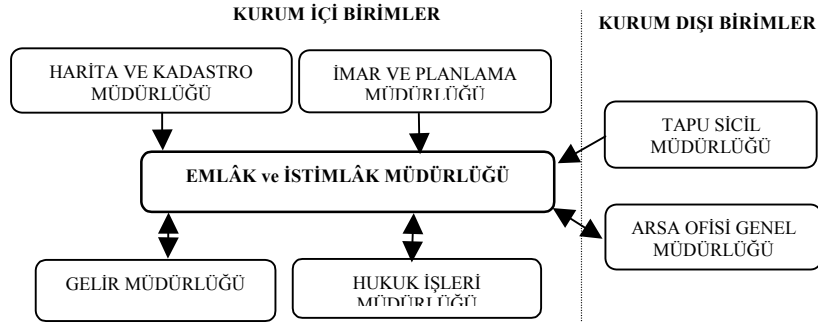 KURUM İÇİ BİRİMLER
KURUM DIŞI BİRİMLER
HARİTA VE KADASTRO
MÜDÜRLÜĞÜ
İMAR VE PLANLAMA
MÜDÜRLÜĞÜ
TAPU SİCİL
MÜDÜRLÜĞÜ
EMLÂK ve İSTİMLÂK MÜDÜRLÜĞÜ
ARSA OFİSİ GENEL
MÜDÜRLÜĞÜ
GELİR MÜDÜRLÜĞÜ
HUKUK İŞLERİ
MÜDÜRLÜĞÜ